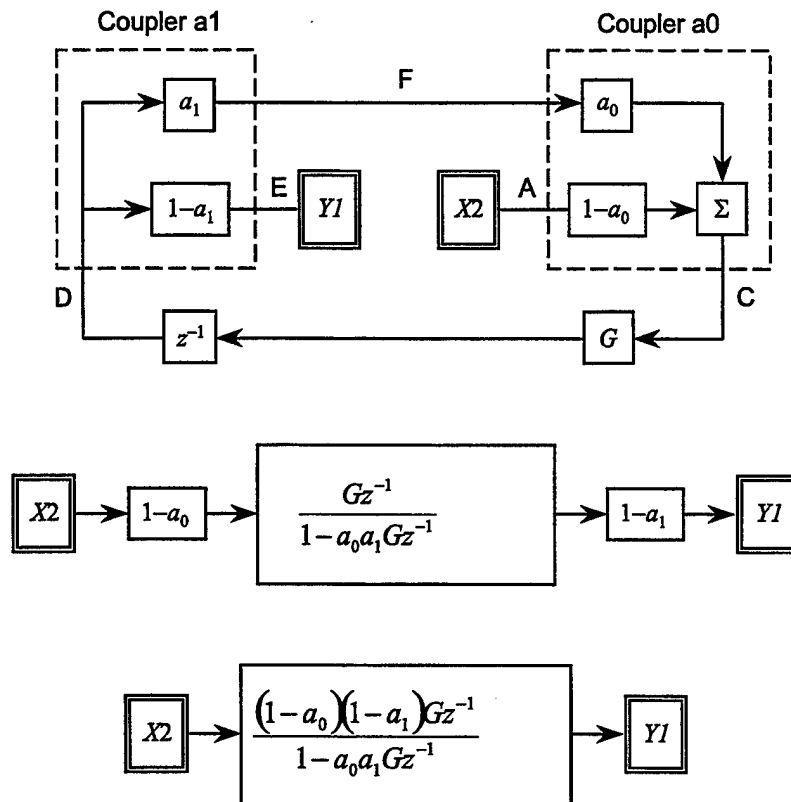 Coupler a1
Coupler a0
a₁
F
a₀
1–a₁
E
Y1
X2
A
1–a₀
Σ
D
C
z⁻¹
G
X2
1–a₀
Gz⁻¹
1–a₀a₁Gz⁻¹
1–a₁
Y1
X2
(1–a₀)(1–a₁)Gz⁻¹
1–a₀a₁Gz⁻¹
Y1